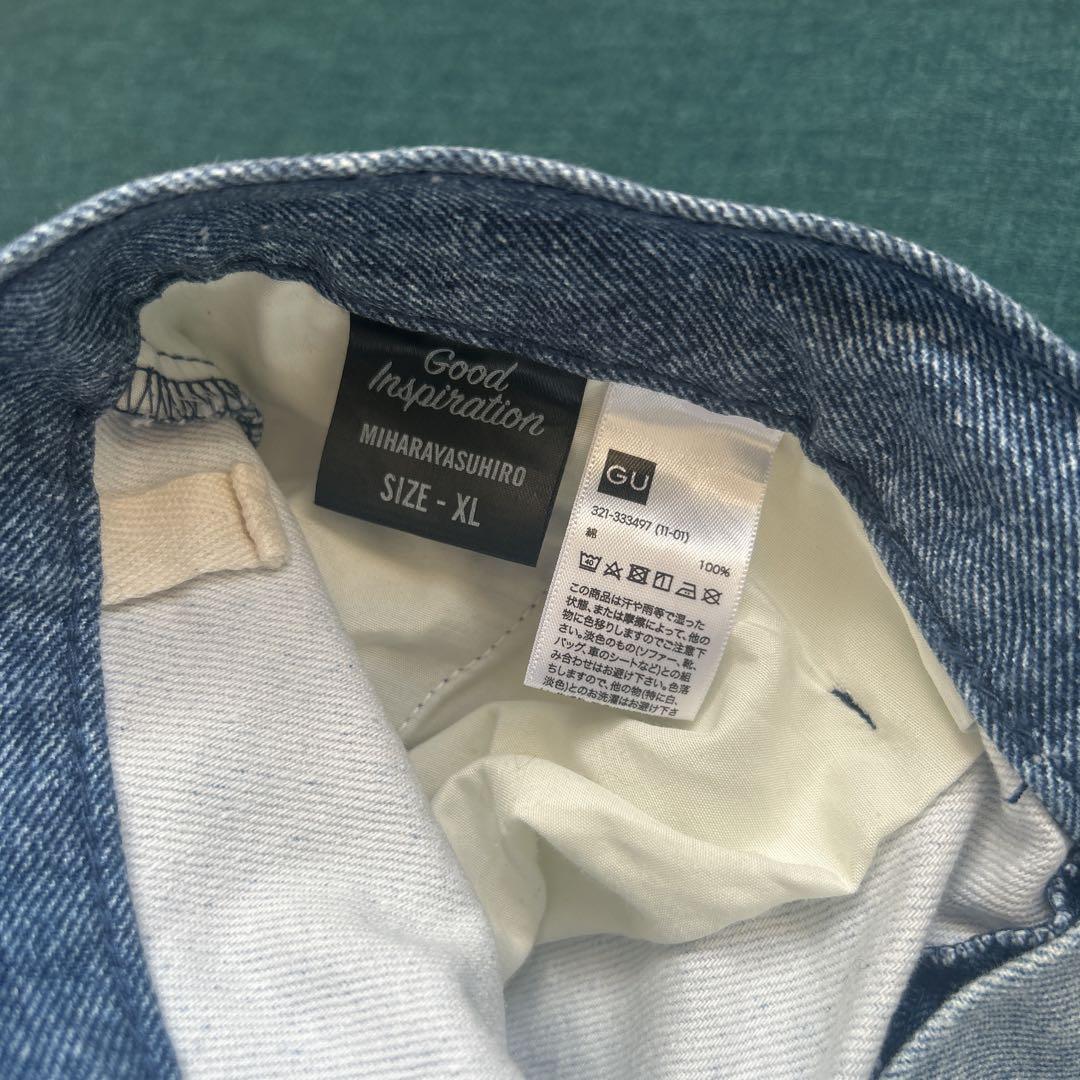 Good
Inspiration
MIHARAYASUHIRO
SIZE - XL
GU
321-333497 (11-01)
綿 100%
40
この商品は汗や雨等で湿った
状態、または摩擦によって、他の
物に色移りしますのでご注意下
さい。淡色のもの(ソファー、靴、
バッグ、車のシートなど)との組
み合わせはお避け下さい。色落
ちしますので、他の物(特に白、
淡色)とのお洗濯はお避け下さ